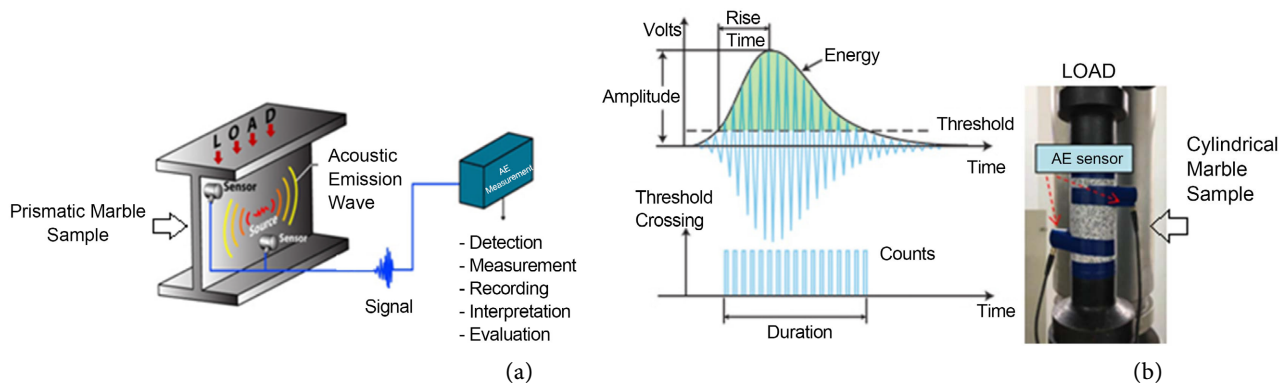 L O A D
Acoustic
Emission
Wave
Sensor
Source
Sensor
Prismatic Marble
Sample
AE
Measurement
Signal
- Detection
- Measurement
- Recording
- Interpretation
- Evaluation
(a)
Volts
Rise
Time
Energy
Amplitude
Threshold
Time
Threshold
Crossing
Counts
Time
Duration
LOAD
AE sensor
Cylindrical
Marble
Sample
(b)